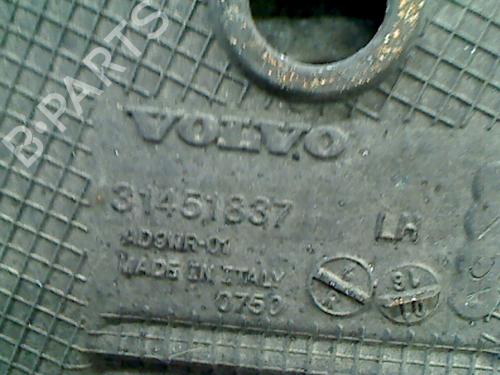 VOLVO
31451837
LH
AD9WR-01
MADE IN ITALY
0750
B-PARTS